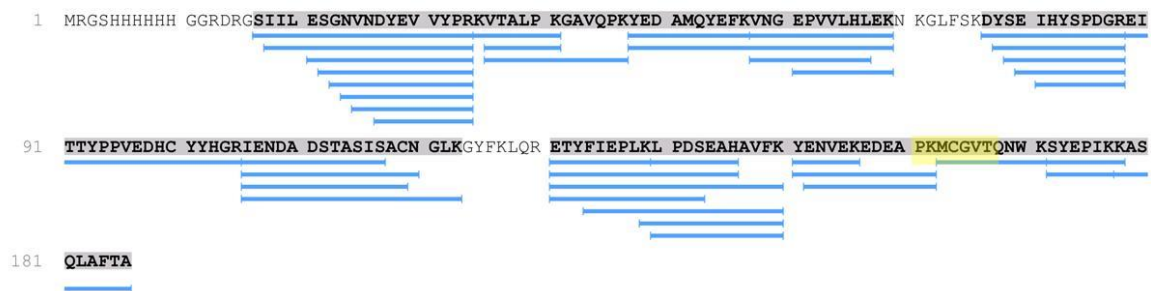 1 MRGSHHHHHH GGRDRGSIIL ESGNVNDYEV VYPRKVTALP KGAVQPKYED AMQYEFKVNG EPVVLHLEKN KGLFSKDYSE IHYSPDGREI
91 TTYPPVEDHC YYHGRIENDA DSTASISACN GLKGYFKLQR ETYFIEPLKL PDSEAHAVFK YENVEKEDEA PKMCGVTQNW KSYEPIKKAS
181 QLAFTA